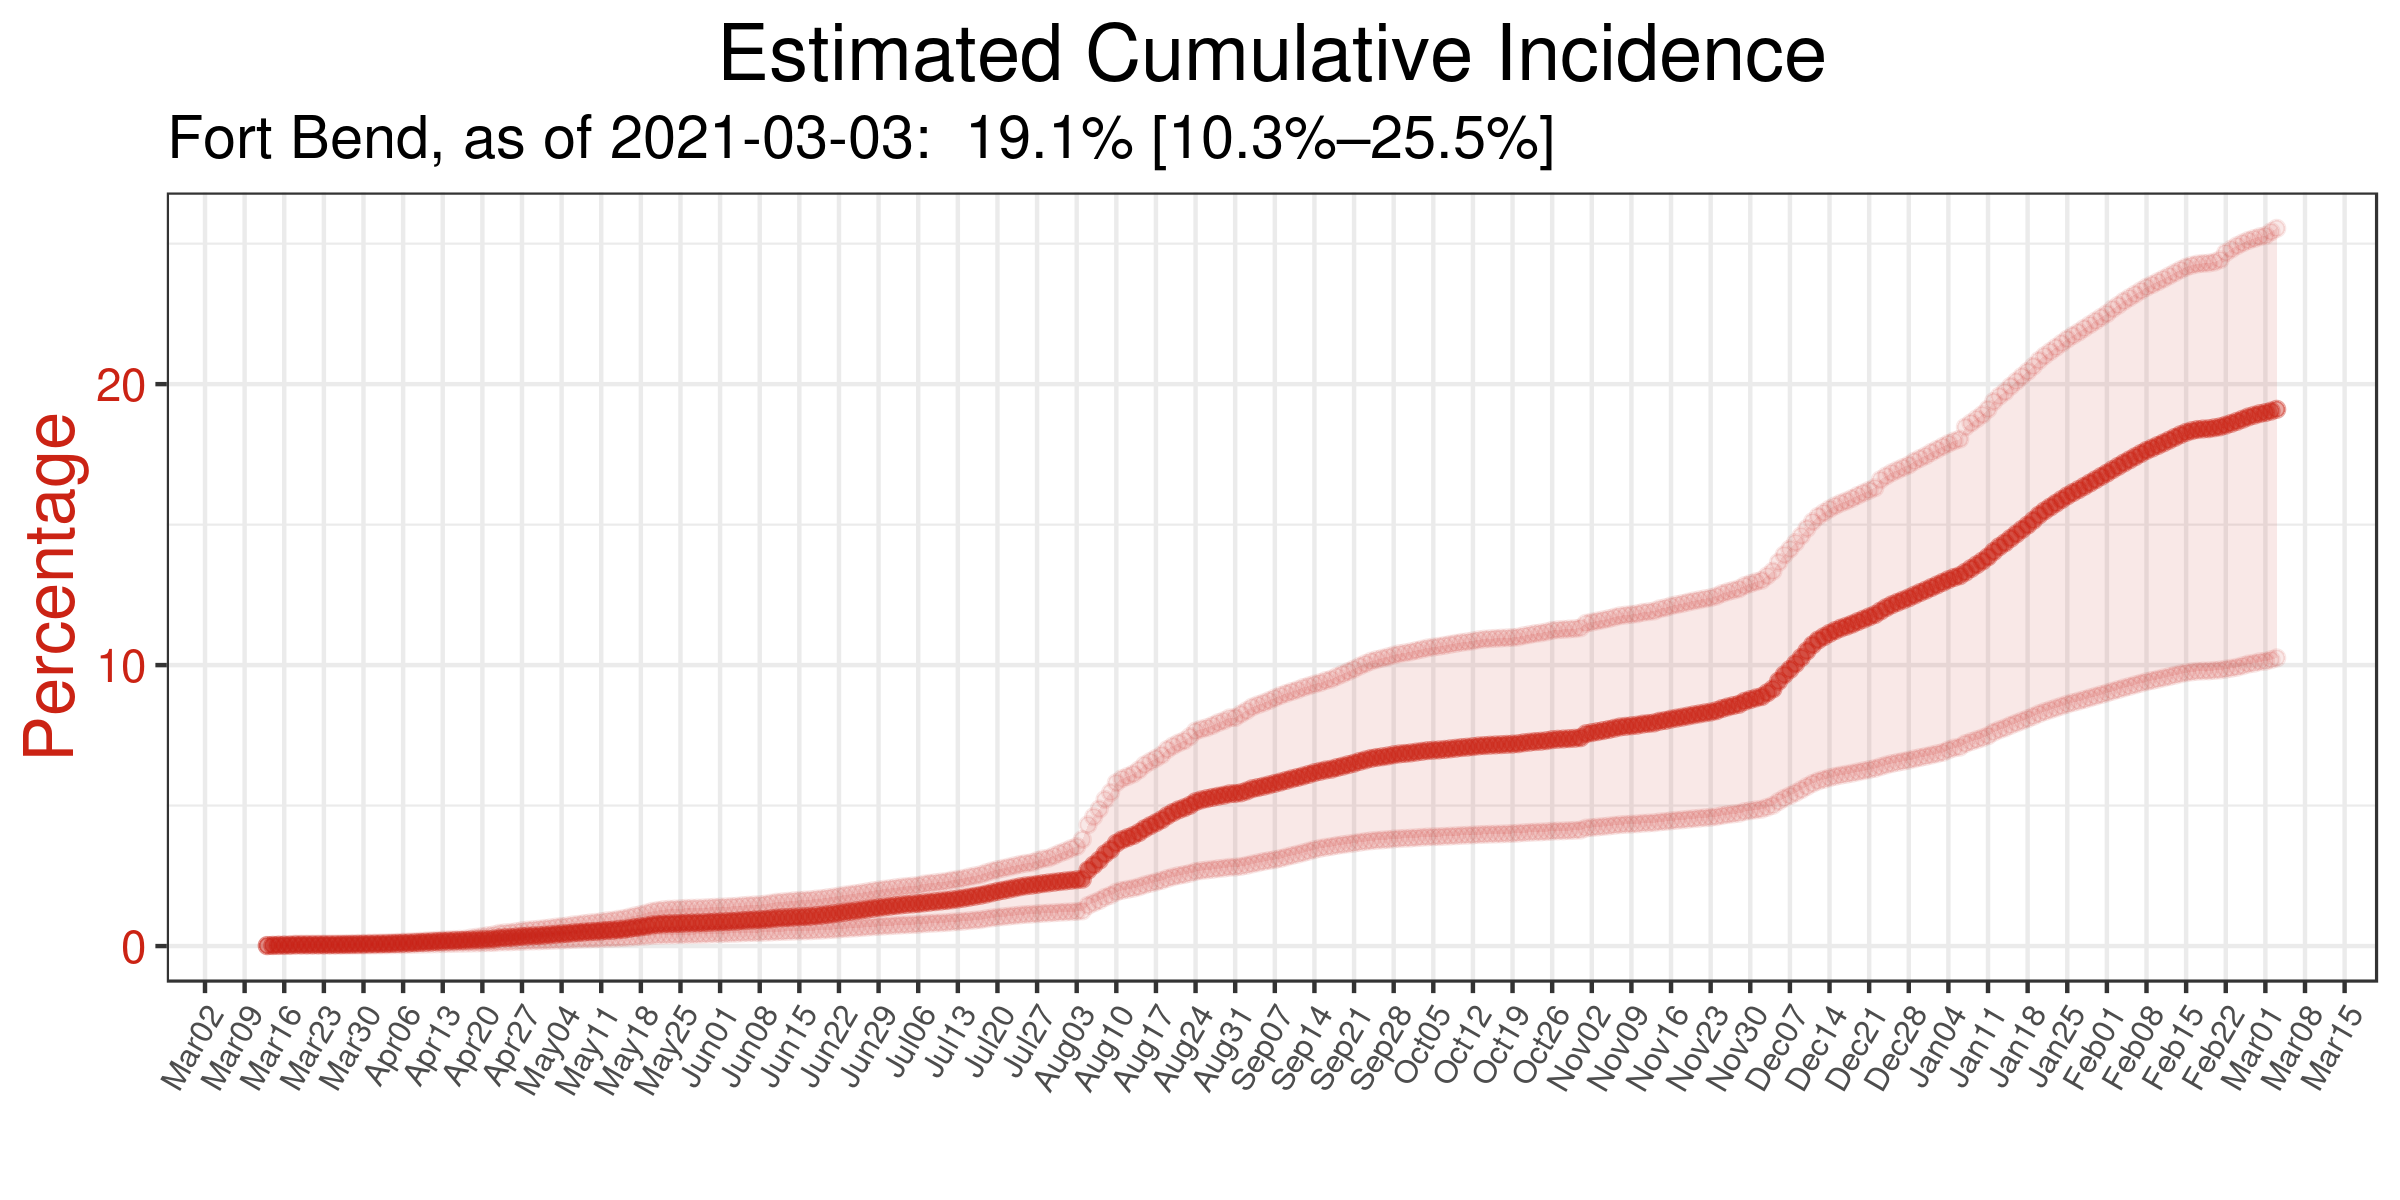 Estimated Cumulative Incidence
Fort Bend, as of 2021-03-03:  19.1% [10.3%–25.5%]
Percentage
20
10
0
Mar02
Mar09
Mar16
Mar23
Mar30
Apr06
Apr13
Apr20
Apr27
May04
May11
May18
May25
Jun01
Jun08
Jun15
Jun22
Jun29
Jul06
Jul13
Jul20
Jul27
Aug03
Aug10
Aug17
Aug24
Aug31
Sep07
Sep14
Sep21
Sep28
Oct05
Oct12
Oct19
Oct26
Nov02
Nov09
Nov16
Nov23
Nov30
Dec07
Dec14
Dec21
Dec28
Jan04
Jan11
Jan18
Jan25
Feb01
Feb08
Feb15
Feb22
Mar01
Mar08
Mar15